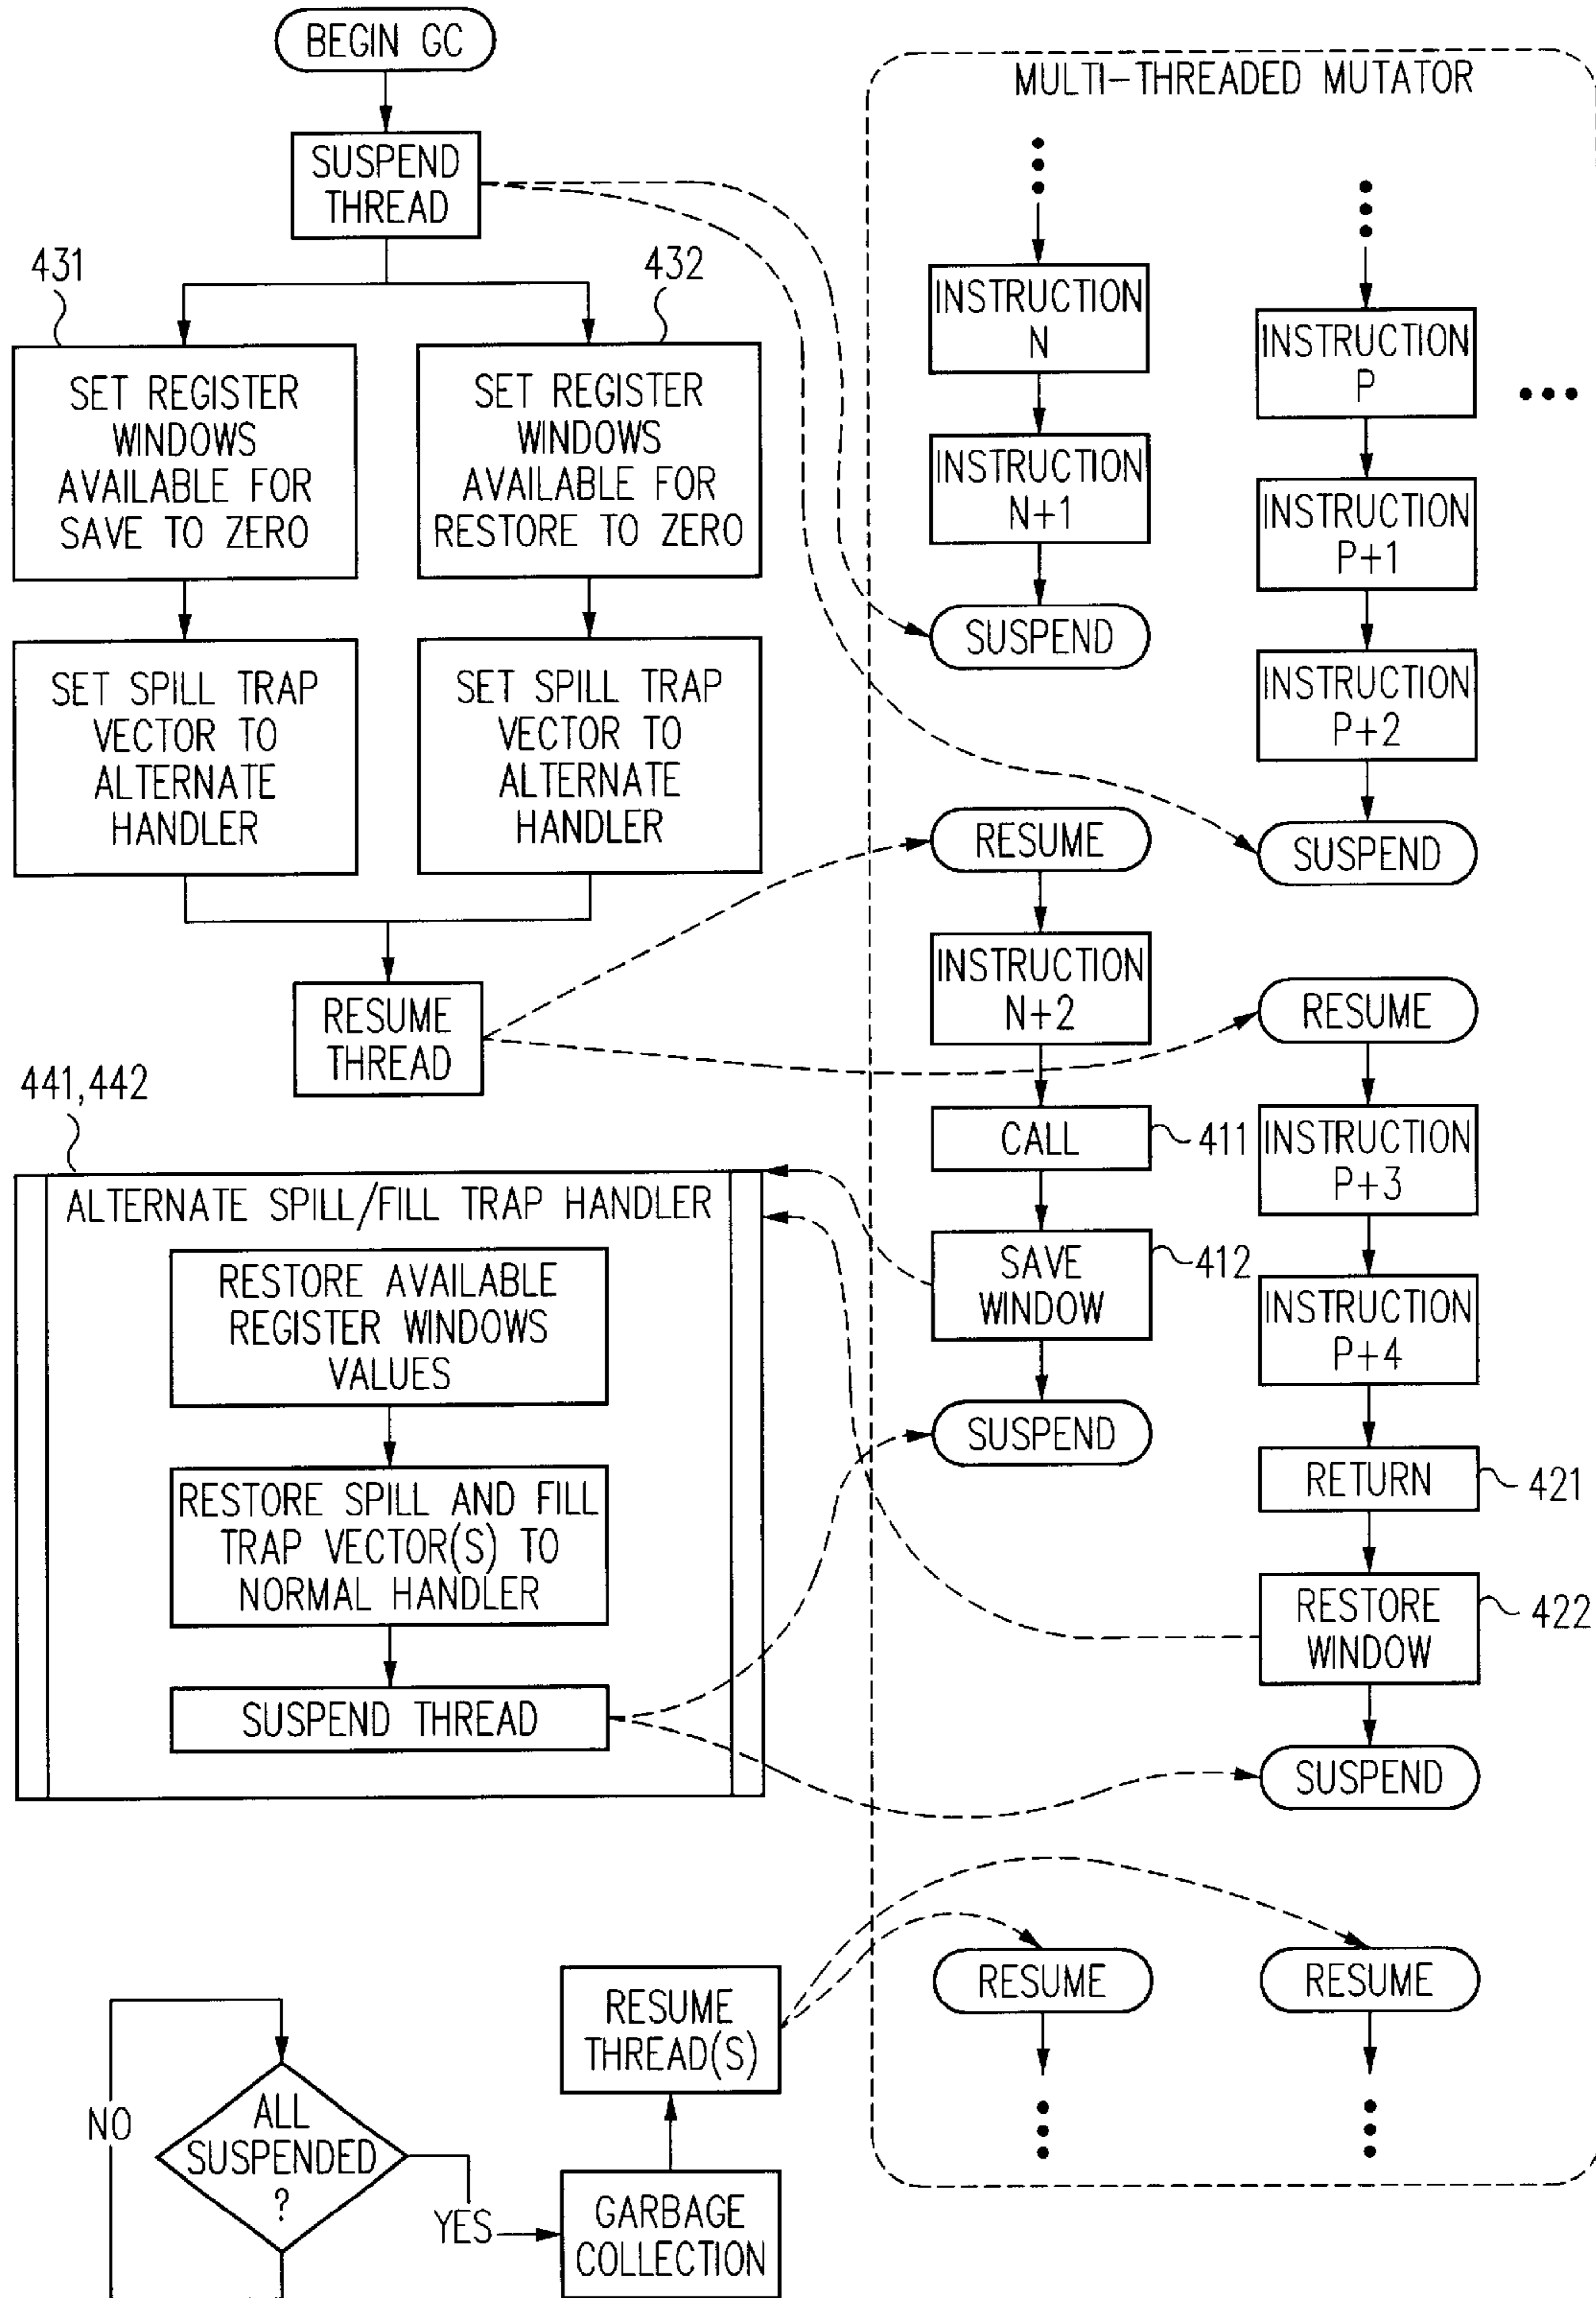 BEGIN GC
SUSPEND
THREAD
431
SET REGISTER
WINDOWS
AVAILABLE FOR
SAVE TO ZERO
432
SET REGISTER
WINDOWS
AVAILABLE FOR
RESTORE TO ZERO
SET SPILL TRAP
VECTOR TO
ALTERNATE
HANDLER
SET SPILL TRAP
VECTOR TO
ALTERNATE
HANDLER
RESUME
THREAD
441,442
ALTERNATE SPILL/FILL TRAP HANDLER
RESTORE AVAILABLE
REGISTER WINDOWS
VALUES
RESTORE SPILL AND FILL
TRAP VECTOR(S) TO
NORMAL HANDLER
SUSPEND THREAD
ALL
SUSPENDED
?
NO
YES
GARBAGE
COLLECTION
RESUME
THREAD(S)
MULTI-THREADED MUTATOR
INSTRUCTION
N
INSTRUCTION
N+1
SUSPEND
RESUME
INSTRUCTION
N+2
CALL
411
SAVE
WINDOW
412
SUSPEND
RESUME
INSTRUCTION
P
INSTRUCTION
P+1
INSTRUCTION
P+2
SUSPEND
RESUME
INSTRUCTION
P+3
INSTRUCTION
P+4
RETURN
421
RESTORE
WINDOW
422
SUSPEND
RESUME